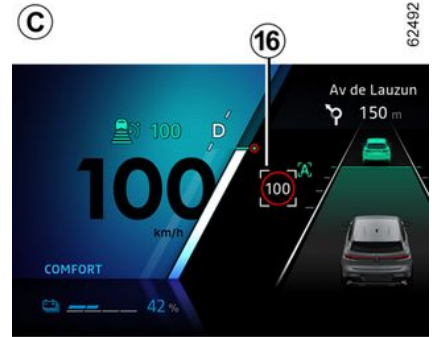 C
16
62492
Av de Lauzun
150 m
100
D
100
km/h
A
100
COMFORT
42 %